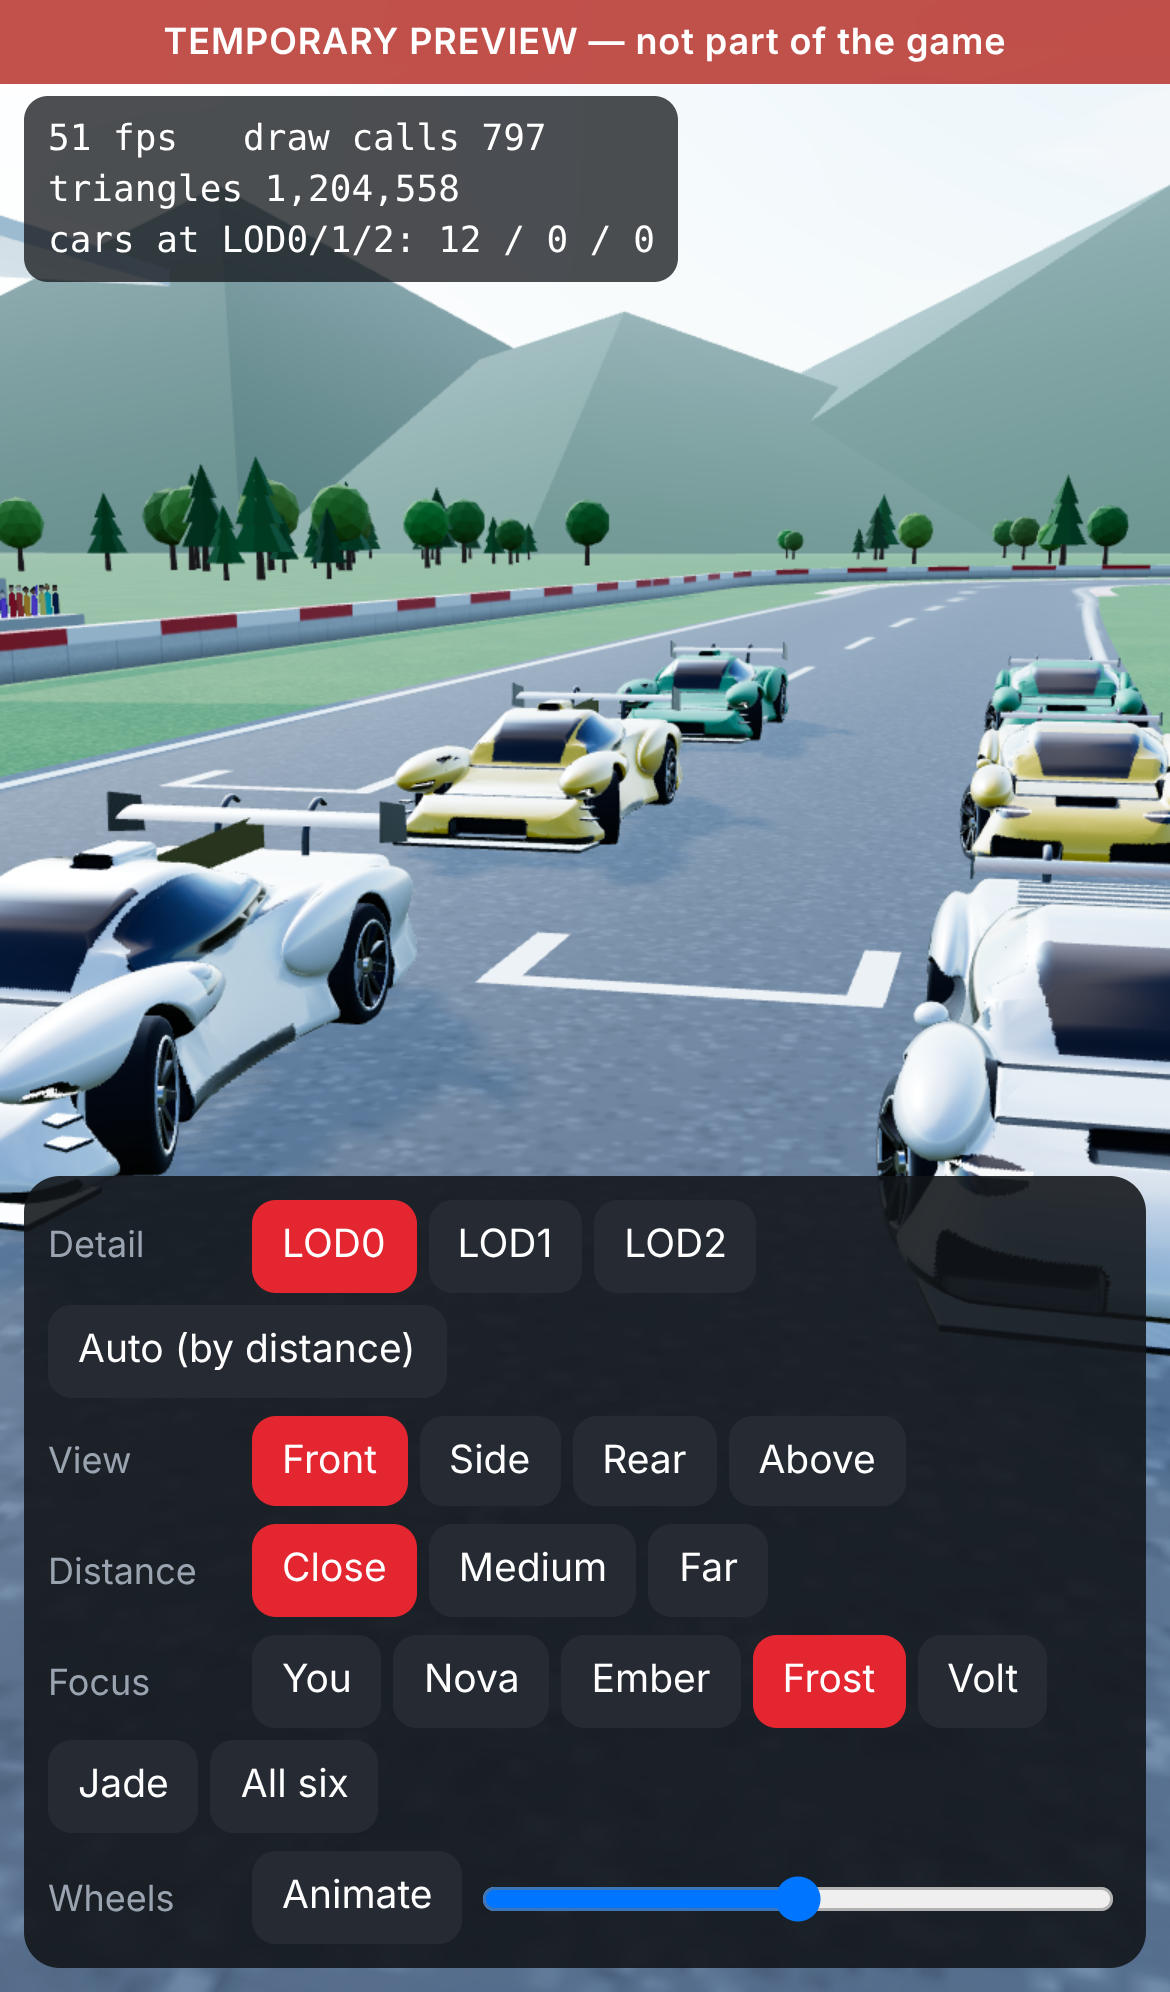 TEMPORARY PREVIEW — not part of the game
51 fps   draw calls 797
triangles 1,204,558
cars at LOD0/1/2: 12 / 0 / 0
Detail LOD0 LOD1 LOD2
Auto (by distance)
View Front Side Rear Above
Distance Close Medium Far
Focus You Nova Ember Frost Volt
Jade All six
Wheels Animate